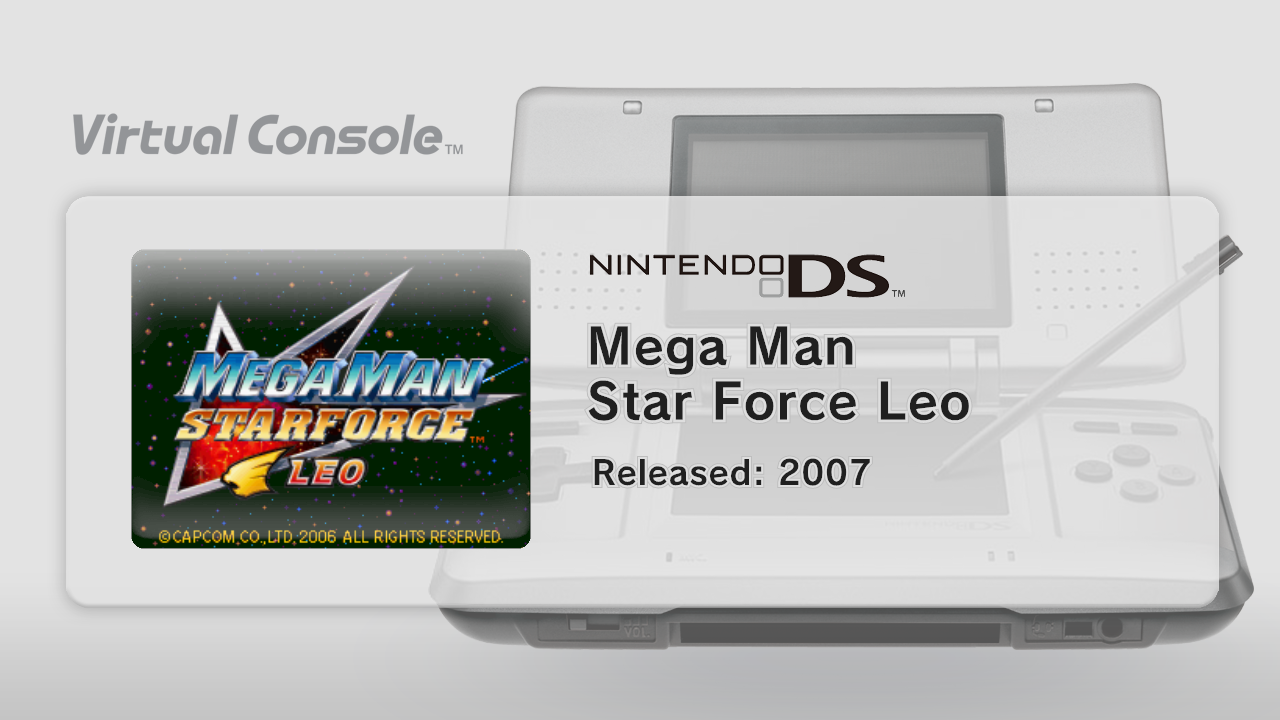 Virtual Console™
NINTENDO DS™
Mega Man
Star Force Leo
Released: 2007
MEGA MAN
STARFORCE™
LEO
©CAPCOM CO.,LTD. 2006 ALL RIGHTS RESERVED.
VOL.